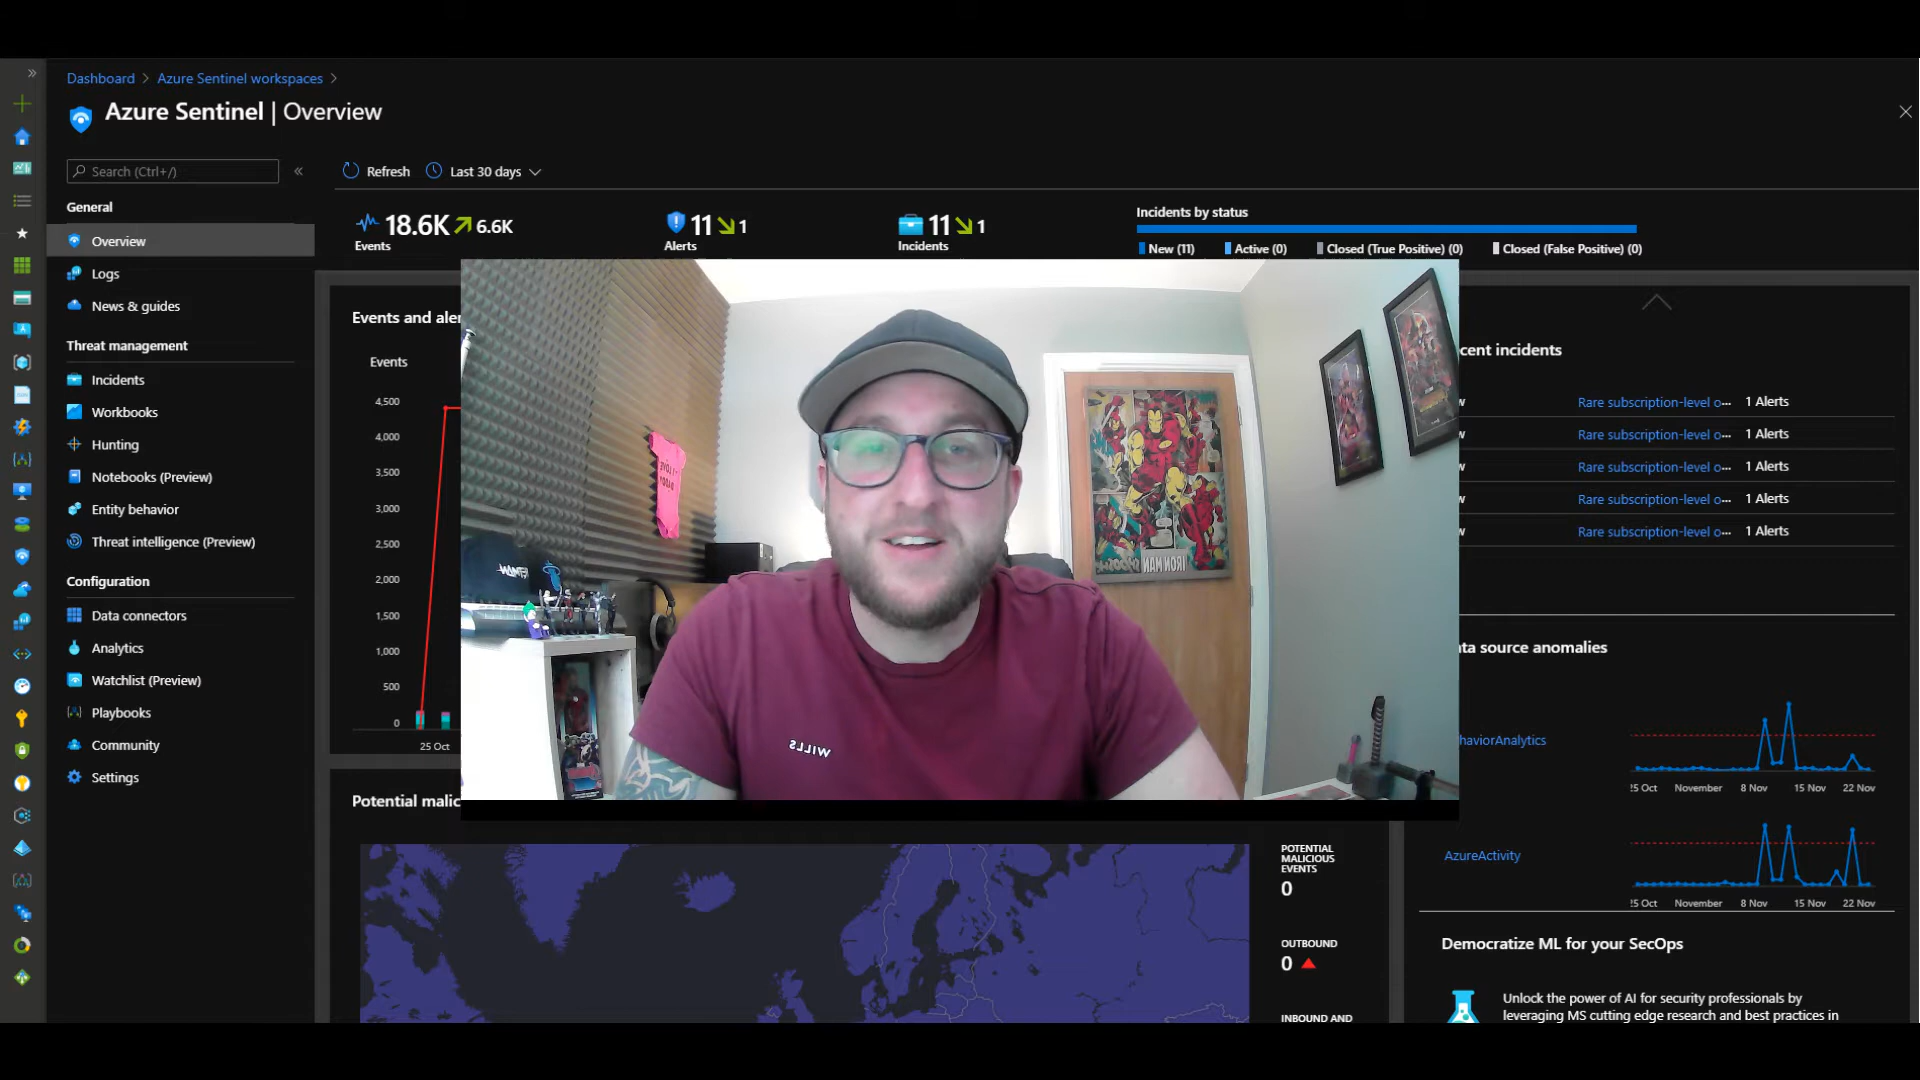 Dashboard > Azure Sentinel workspaces >
Azure Sentinel | Overview
Search (Ctrl+/)
Refresh
Last 30 days
General
Overview
Logs
News & guides
Threat management
Incidents
Workbooks
Hunting
Notebooks (Preview)
Entity behavior
Threat intelligence (Preview)
Configuration
Data connectors
Analytics
Watchlist (Preview)
Playbooks
Community
Settings
18.6K 6.6K
Events
11 1
Alerts
11 1
Incidents
Incidents by status
New (11) Active (0) Closed (True Positive) (0) Closed (False Positive) (0)
Events and aler
Events
4,500
4,000
3,500
3,000
2,500
2,000
1,500
1,000
500
0
25 Oct
I LOVE
DADDY
IRON MAN
WILLS
cent incidents
w Rare subscription-level o... 1 Alerts
w Rare subscription-level o... 1 Alerts
w Rare subscription-level o... 1 Alerts
w Rare subscription-level o... 1 Alerts
w Rare subscription-level o... 1 Alerts
ta source anomalies
haviorAnalytics
25 Oct November 8 Nov 15 Nov 22 Nov
AzureActivity
25 Oct November 8 Nov 15 Nov 22 Nov
Potential malic
POTENTIAL
MALICIOUS
EVENTS
0
OUTBOUND
0
INBOUND AND
Democratize ML for your SecOps
Unlock the power of AI for security professionals by
leveraging MS cutting edge research and best practices in